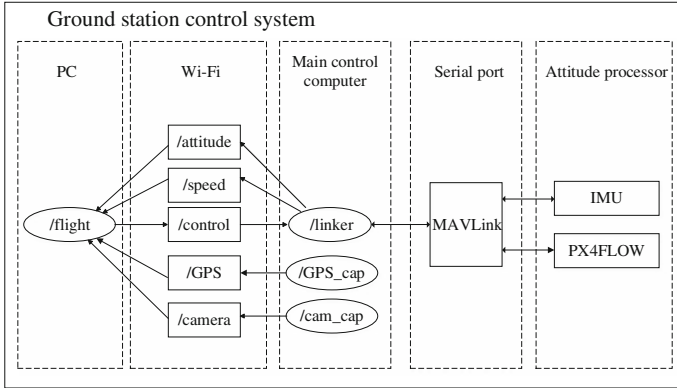 Ground station control system
PC
Wi-Fi
Main control
computer
Serial port
Attitude processor
/attitude
/speed
/flight
/control
/linker
MAVLink
IMU
PX4FLOW
/GPS
/GPS_cap
/camera
/cam_cap